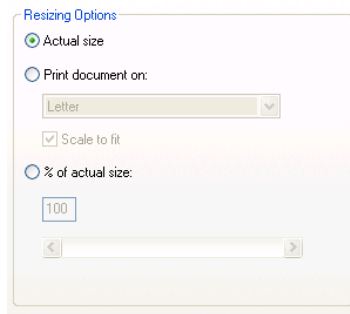 Resizing Options
Actual size
Print document on:
Letter
Scale to fit
% of actual size:
100